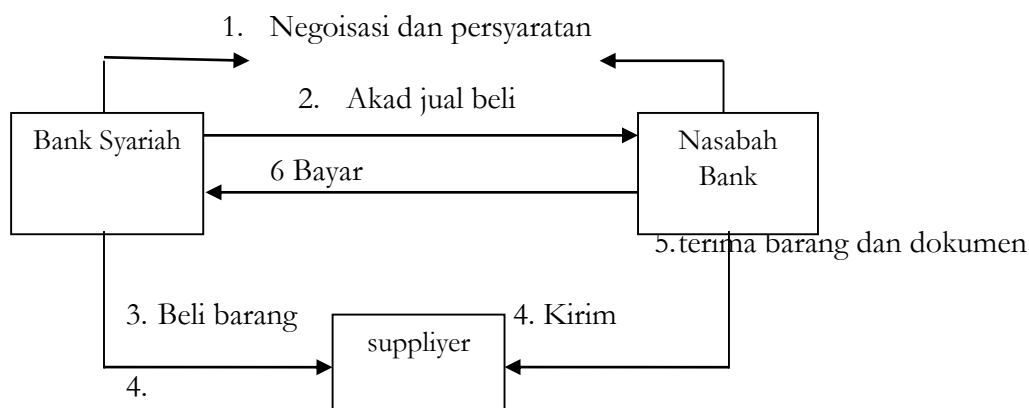 1. Negoisasi dan persyaratan
2. Akad jual beli
Bank Syariah
Nasabah
Bank
6 Bayar
5.terima barang dan dokumen
3. Beli barang
4. Kirim
suppliyer
4.